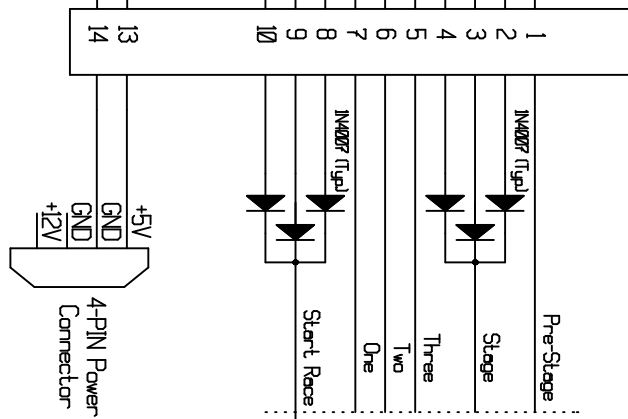 14 13 10 9 8 7 6 5 4 3 2 1
1N4007 (Typ)
1N4007 (Typ)
+12V
GND
GND
+5V
4-PIN Power
Connector
Start Race
One
Two
Three
Stage
Pre-Stage